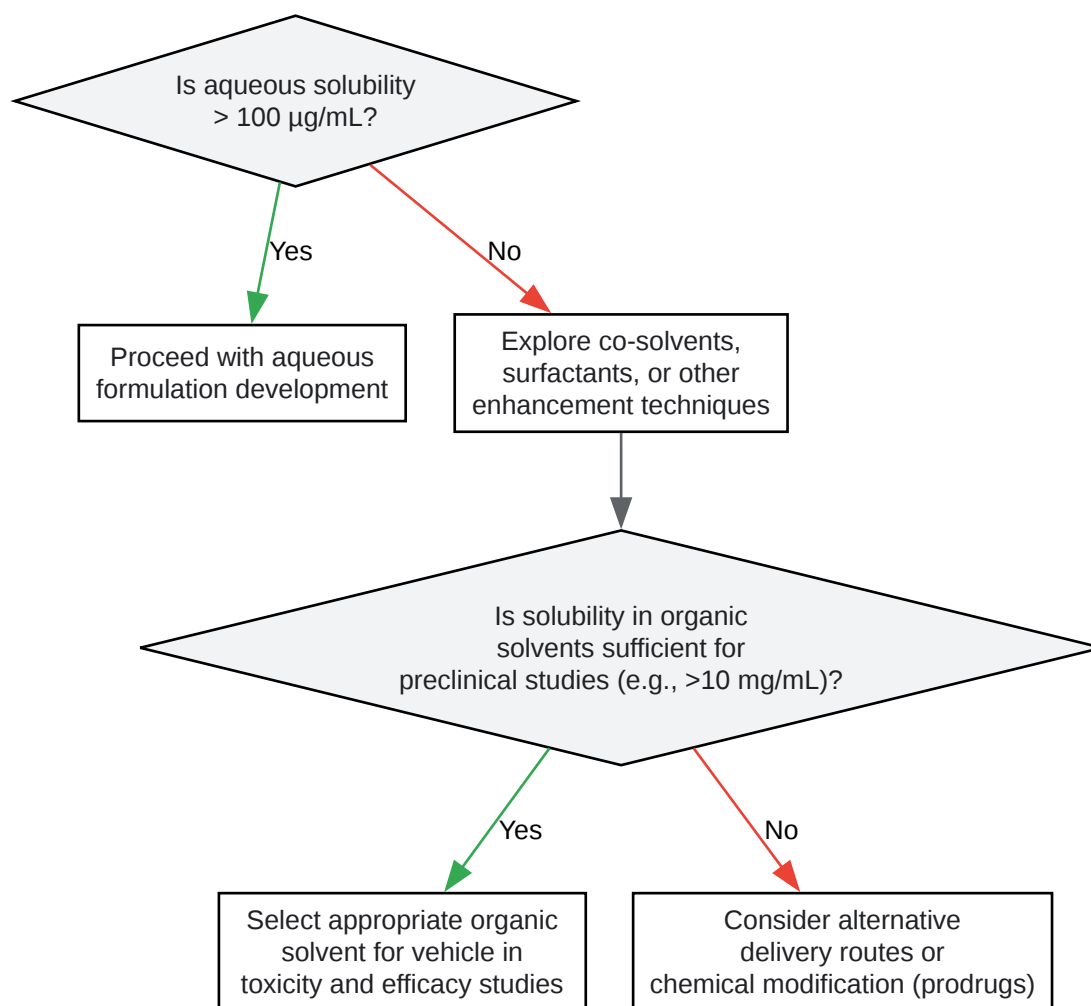 Is aqueous solubility
> 100 µg/mL?
Yes
No
Proceed with aqueous
formulation development
Explore co-solvents,
surfactants, or other
enhancement techniques
Is solubility in organic
solvents sufficient for
preclinical studies (e.g., >10 mg/mL)?
Yes
No
Select appropriate organic
solvent for vehicle in
toxicity and efficacy studies
Consider alternative
delivery routes or
chemical modification (prodrugs)